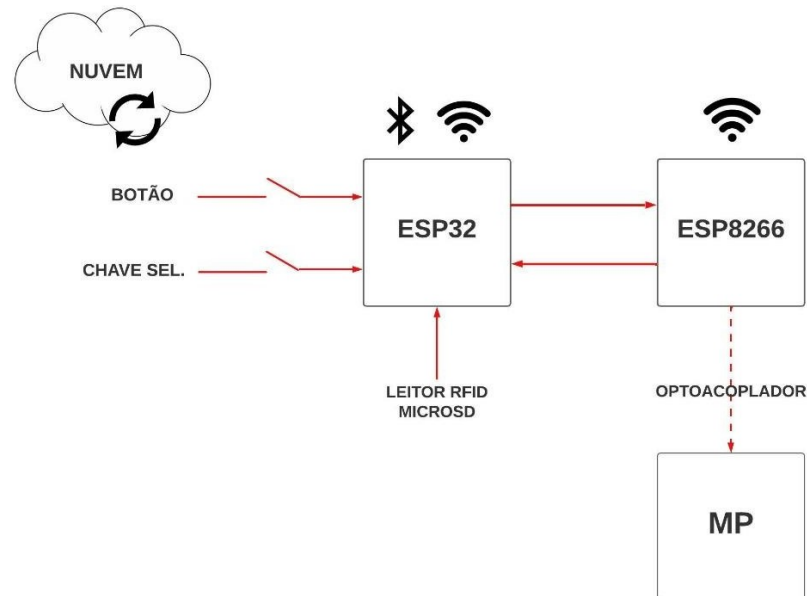 NUVEM
BOTÃO
CHAVE SEL.
ESP32
ESP8266
LEITOR RFID
MICROSD
OPTOACOPLADOR
MP